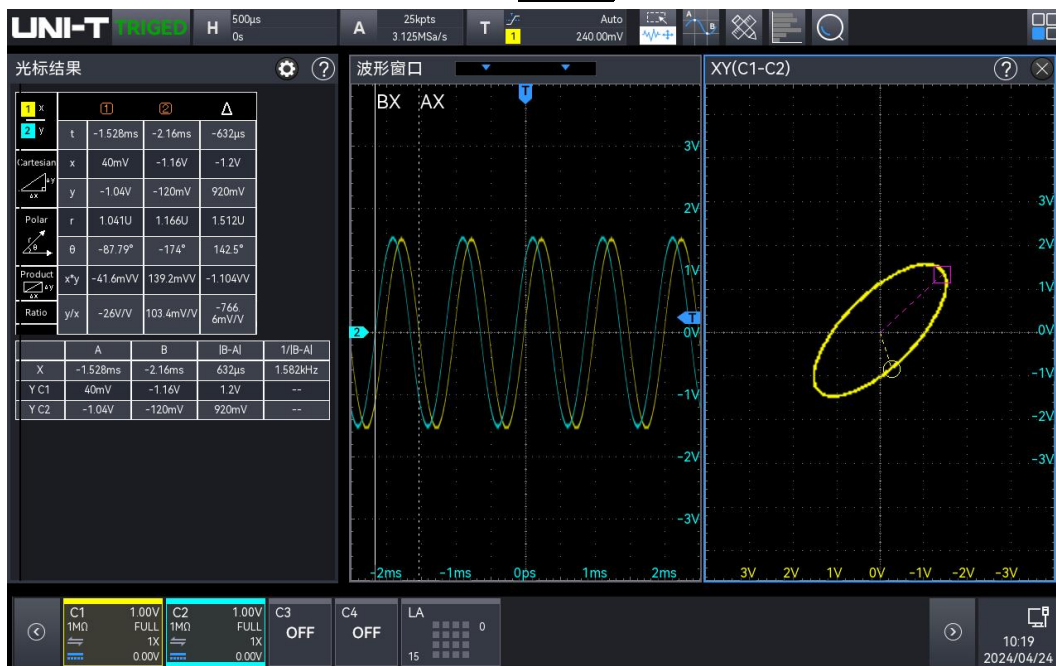 UNI-T TRIGED H 500µs 0s A 25kpts 3.125MSa/s T 1 Auto 240.00mV A B
光标结果 ?
波形窗口
XY(C1-C2) ?
1 x ① ② Δ
2 y t -1.528ms -2.16ms -632µs
Cartesian x 40mV -1.16V -1.2V
Δy Δx y -1.04V -120mV 920mV
Polar r 1.041U 1.166U 1.512U
r θ θ -87.79° -174° 142.5°
Product Δy Δx x*y -41.6mVV 139.2mVV -1.104VV
Ratio y/x -26V/V 103.4mV/V -766.6mV/V
A B |B-A| 1/|B-A|
X -1.528ms -2.16ms 632µs 1.582kHz
Y C1 40mV -1.16V 1.2V --
Y C2 -1.04V -120mV 920mV --
BX AX T
3V
2V
1V
T
2 0V
-1V
-3V
-2ms -1ms 0ps 1ms 2ms
3V
2V
1V
0V
-1V
-2V
-3V
3V 2V 1V 0V -1V -2V -3V
C1 1.00V
1MΩ FULL
1X
0.00V
C2 1.00V
1MΩ FULL
1X
0.00V
C3
OFF
C4
OFF
LA
0
15
10:19
2024/04/24